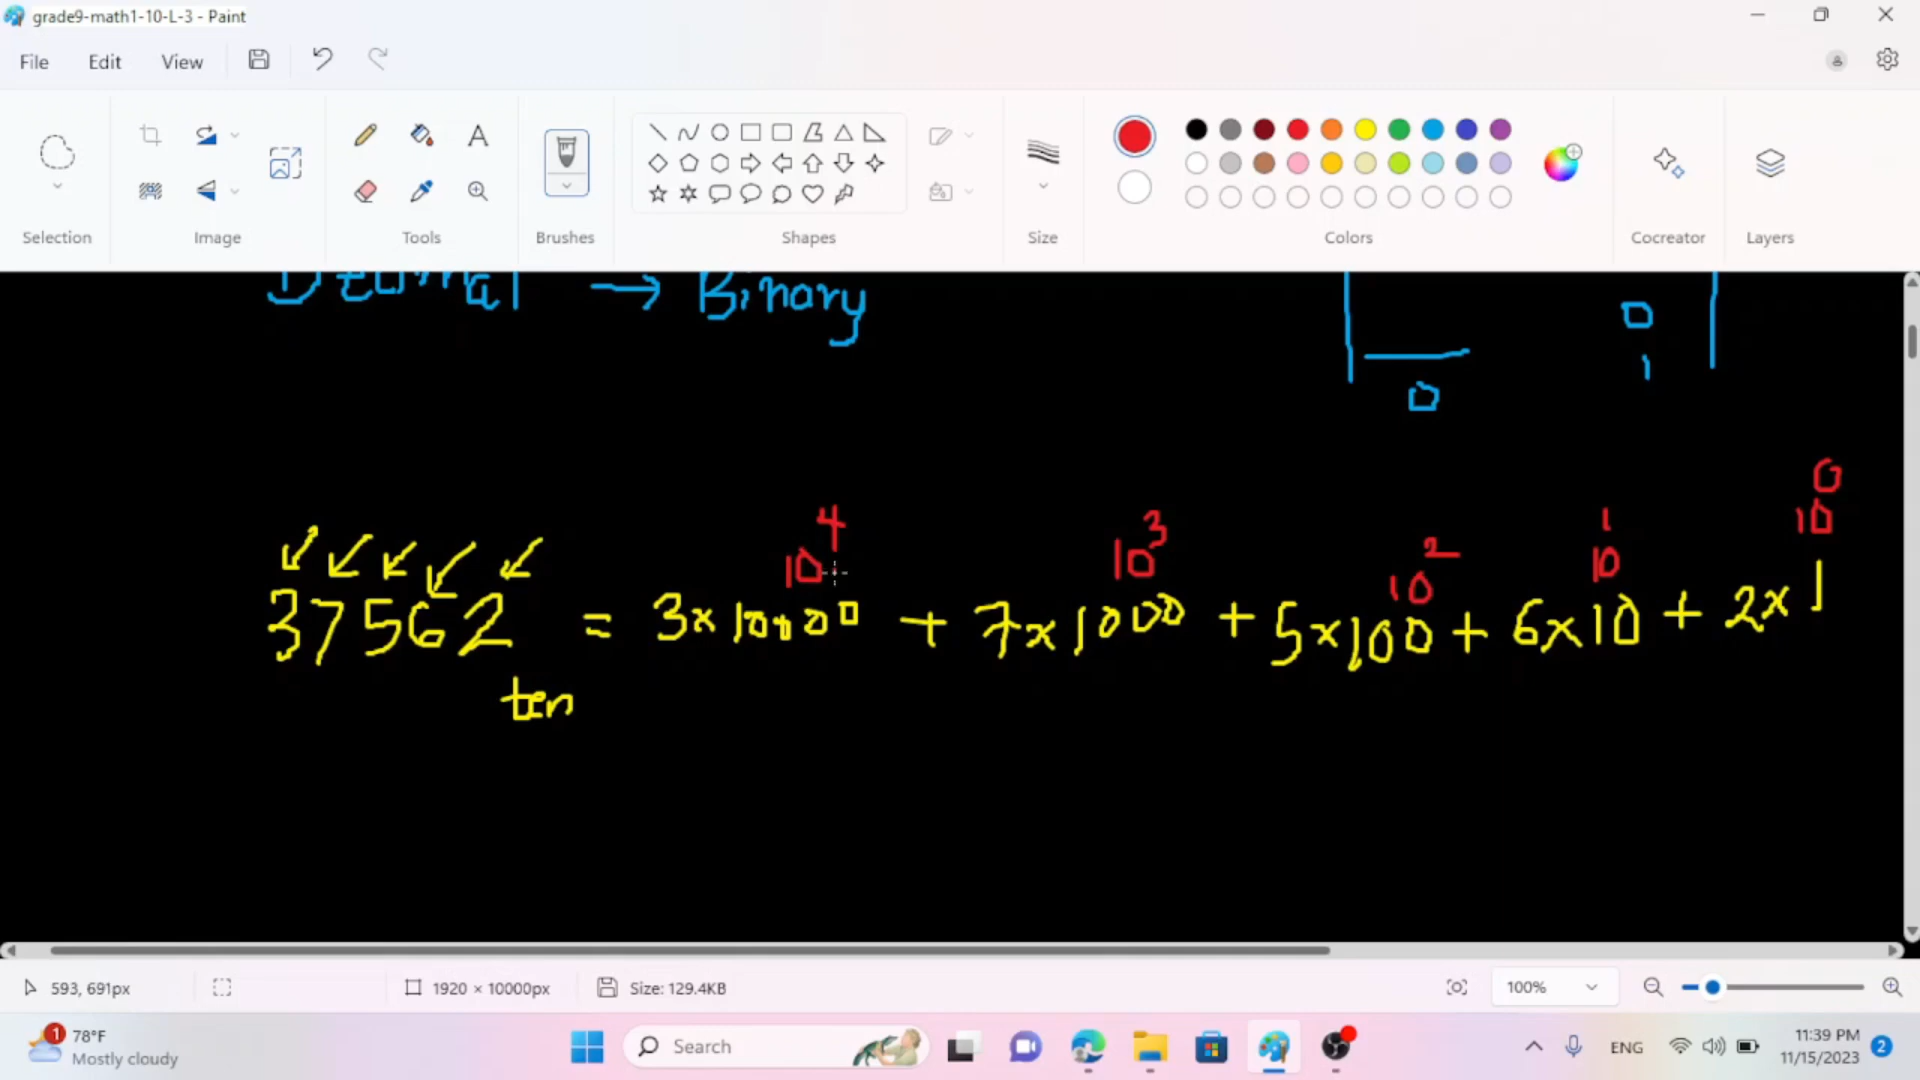 grade9-math1-10-L-3 - Paint
File Edit View
Selection Image Tools Brushes Shapes Size Colors Cocreator Layers
Decimal → Binary
0
1
0
10^4 10^3 10^2 10^1 10^0
37562 = 3×10000 + 7×1000 + 5×100 + 6×10 + 2×1
ten
593, 691px 1920 × 10000px Size: 129.4KB 100%
1 78°F Search ENG 11:39 PM 2
Mostly cloudy 11/15/2023